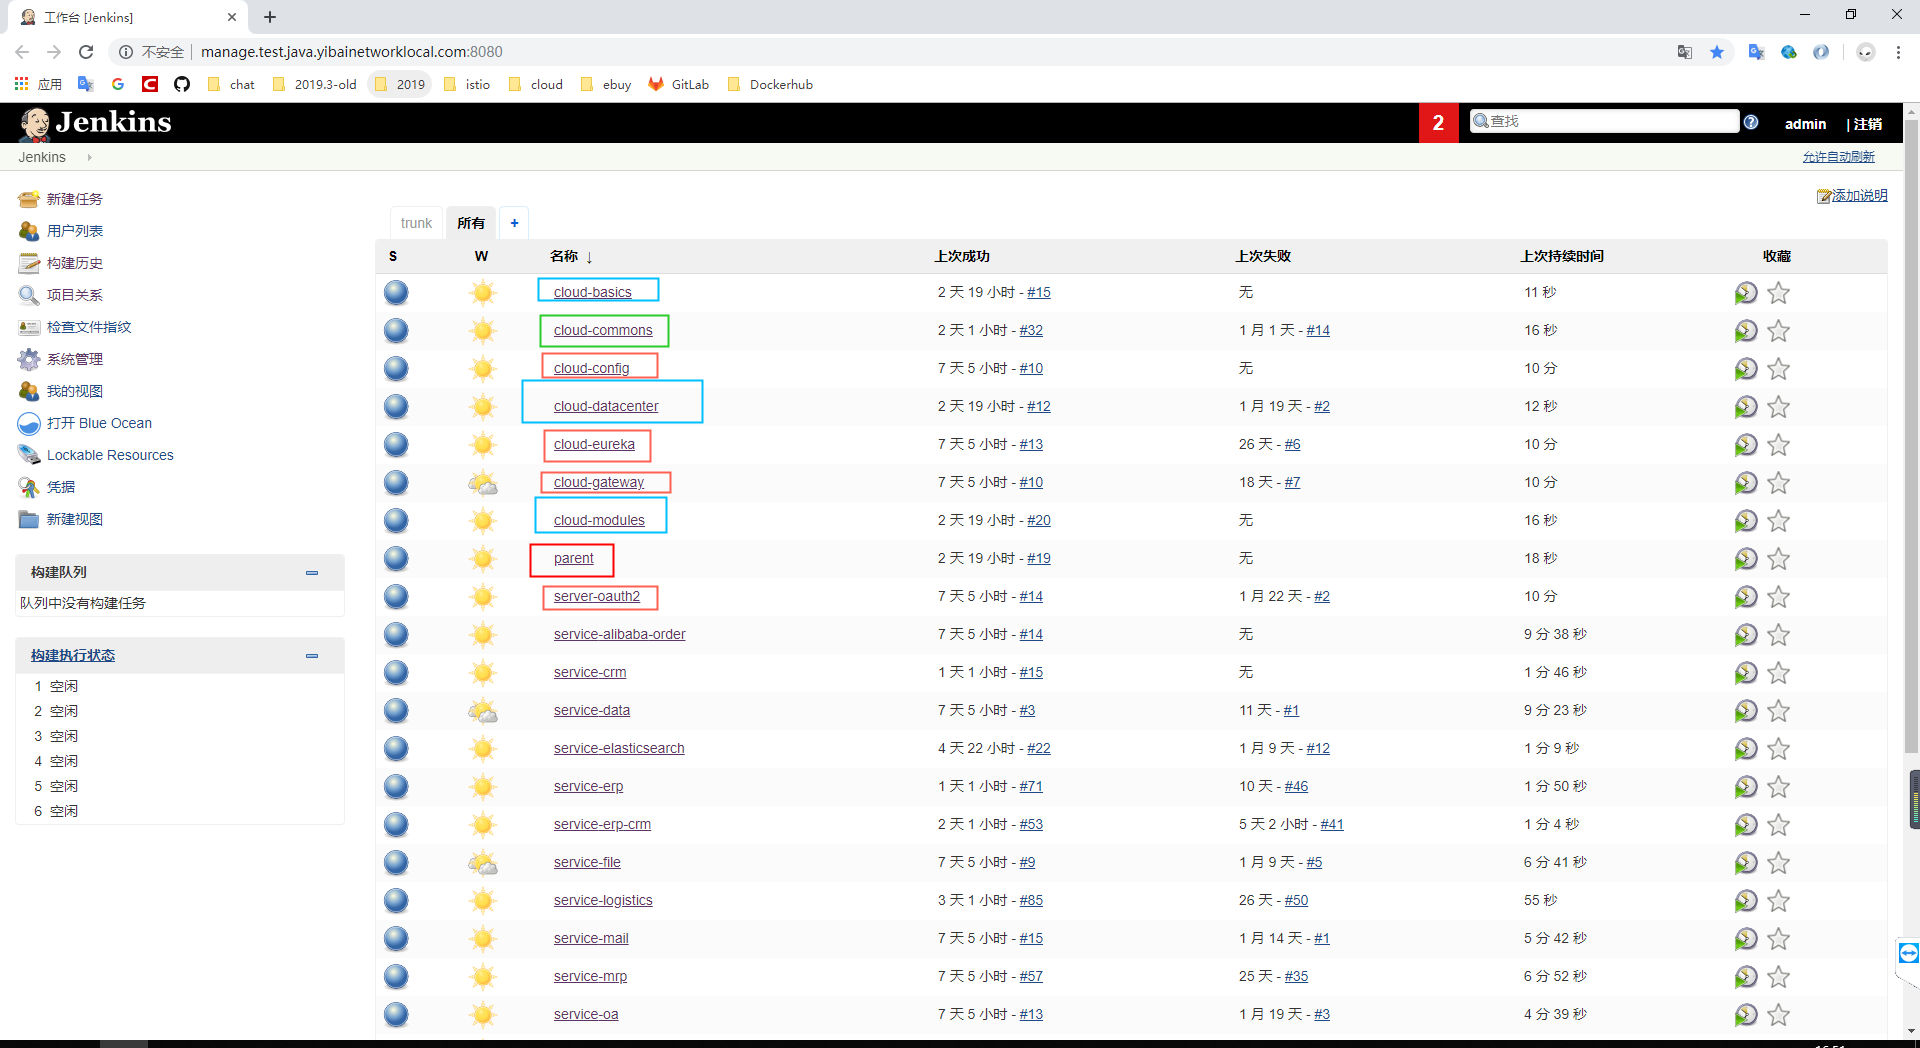 工作台 [Jenkins]
不安全 | manage.test.java.yibainetworklocal.com:8080
应用 chat 2019.3-old 2019 istio cloud ebuy GitLab Dockerhub
Jenkins 2 查找 admin | 注销
Jenkins 允许自动刷新
新建任务
用户列表
构建历史
项目关系
检查文件指纹
系统管理
我的视图
打开 Blue Ocean
Lockable Resources
凭据
新建视图
构建队列
队列中没有构建任务
构建执行状态
1 空闲
2 空闲
3 空闲
4 空闲
5 空闲
6 空闲
添加说明
trunk 所有 +
S W 名称 ↓ 上次成功 上次失败 上次持续时间 收藏
cloud-basics 2 天 19 小时 - #15 无 11 秒
cloud-commons 2 天 1 小时 - #32 1 月 1 天 - #14 16 秒
cloud-config 7 天 5 小时 - #10 无 10 分
cloud-datacenter 2 天 19 小时 - #12 1 月 19 天 - #2 12 秒
cloud-eureka 7 天 5 小时 - #13 26 天 - #6 10 分
cloud-gateway 7 天 5 小时 - #10 18 天 - #7 10 分
cloud-modules 2 天 19 小时 - #20 无 16 秒
parent 2 天 19 小时 - #19 无 18 秒
server-oauth2 7 天 5 小时 - #14 1 月 22 天 - #2 10 分
service-alibaba-order 7 天 5 小时 - #14 无 9 分 38 秒
service-crm 1 天 1 小时 - #15 无 1 分 46 秒
service-data 7 天 5 小时 - #3 11 天 - #1 9 分 23 秒
service-elasticsearch 4 天 22 小时 - #22 1 月 9 天 - #12 1 分 9 秒
service-erp 1 天 1 小时 - #71 10 天 - #46 1 分 50 秒
service-erp-crm 2 天 1 小时 - #53 5 天 2 小时 - #41 1 分 4 秒
service-file 7 天 5 小时 - #9 1 月 9 天 - #5 6 分 41 秒
service-logistics 3 天 1 小时 - #85 26 天 - #50 55 秒
service-mail 7 天 5 小时 - #15 1 月 14 天 - #1 5 分 42 秒
service-mrp 7 天 5 小时 - #57 25 天 - #35 6 分 52 秒
service-oa 7 天 5 小时 - #13 1 月 19 天 - #3 4 分 39 秒